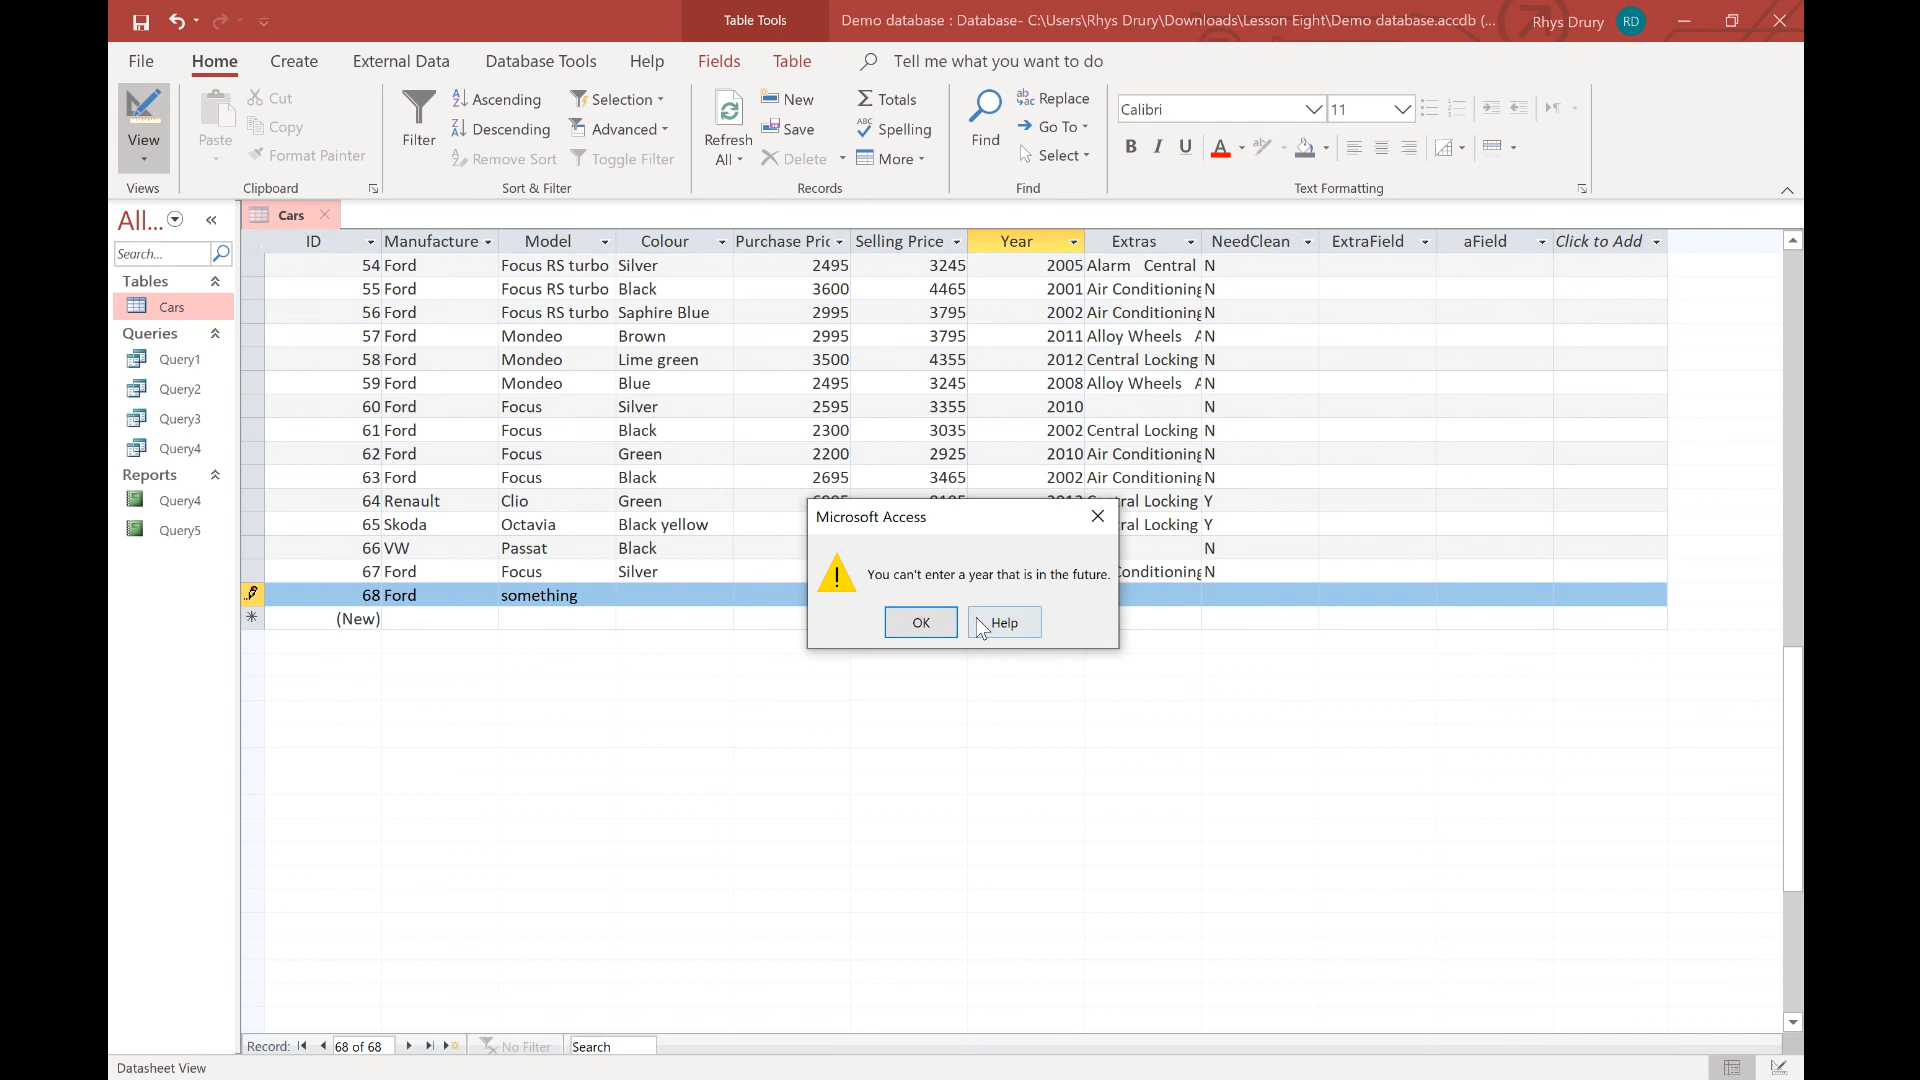 Table Tools
Demo database : Database- C:\Users\Rhys Drury\Downloads\Lesson Eight\Demo database.accdb (...
Rhys Drury
RD
File Home Create External Data Database Tools Help Fields Table Tell me what you want to do
View
Views
Paste
Cut
Copy
Format Painter
Clipboard
Filter
Ascending
Descending
Remove Sort
Selection
Advanced
Toggle Filter
Sort & Filter
Refresh
All
New
Save
Delete
Totals
Spelling
More
Records
Find
Replace
Go To
Select
Find
Calibri
11
B I U A
Text Formatting
All...
Search...
Tables
Cars
Queries
Query1
Query2
Query3
Query4
Reports
Query4
Query5
Cars
ID Manufacture Model Colour Purchase Pric Selling Price Year Extras NeedClean ExtraField aField Click to Add
54 Ford Focus RS turbo Silver 2495 3245 2005 Alarm Central N
55 Ford Focus RS turbo Black 3600 4465 2001 Air Conditioning N
56 Ford Focus RS turbo Saphire Blue 2995 3795 2002 Air Conditioning N
57 Ford Mondeo Brown 2995 3795 2011 Alloy Wheels A N
58 Ford Mondeo Lime green 3500 4355 2012 Central Locking N
59 Ford Mondeo Blue 2495 3245 2008 Alloy Wheels A N
60 Ford Focus Silver 2595 3355 2010 N
61 Ford Focus Black 2300 3035 2002 Central Locking N
62 Ford Focus Green 2200 2925 2010 Air Conditioning N
63 Ford Focus Black 2695 3465 2002 Air Conditioning N
64 Renault Clio Green Central Locking Y
65 Skoda Octavia Black yellow ral Locking Y
66 VW Passat Black N
67 Ford Focus Silver Conditioning N
68 Ford something
(New)
Microsoft Access
You can't enter a year that is in the future.
OK
Help
Record: 68 of 68 No Filter Search
Datasheet View